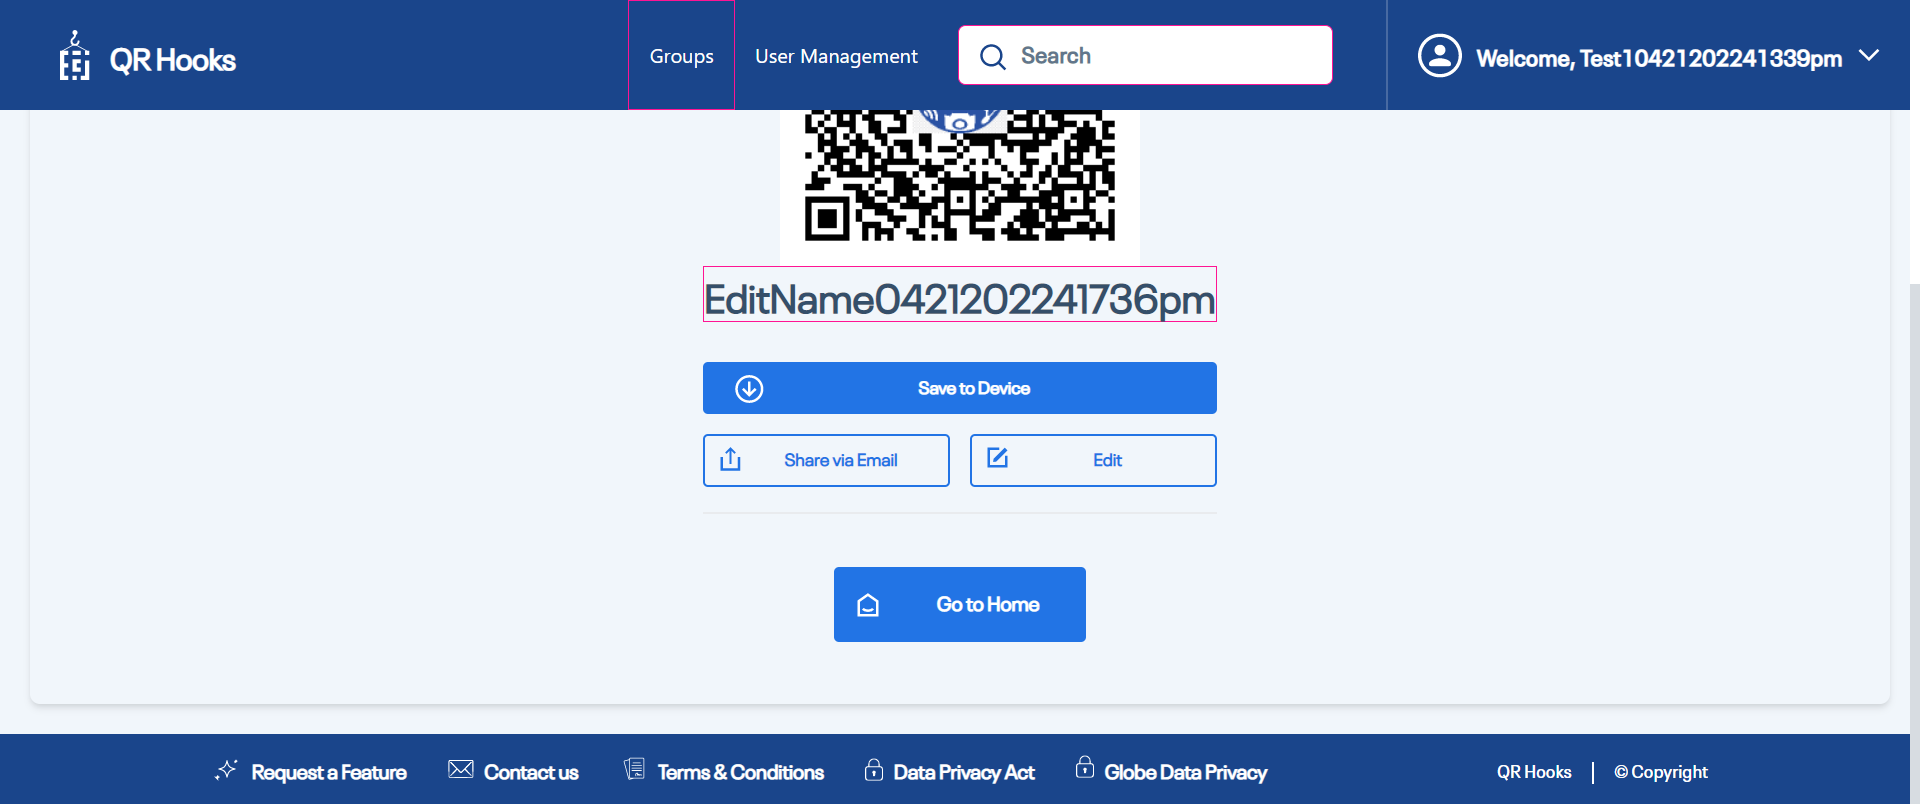 QR Hooks
Groups
User Management
Search
Welcome, Test10421202241339pm
EditName0421202241736pm
Save to Device
Share via Email
Edit
Go to Home
Request a Feature
Contact us
Terms & Conditions
Data Privacy Act
Globe Data Privacy
QR Hooks
© Copyright